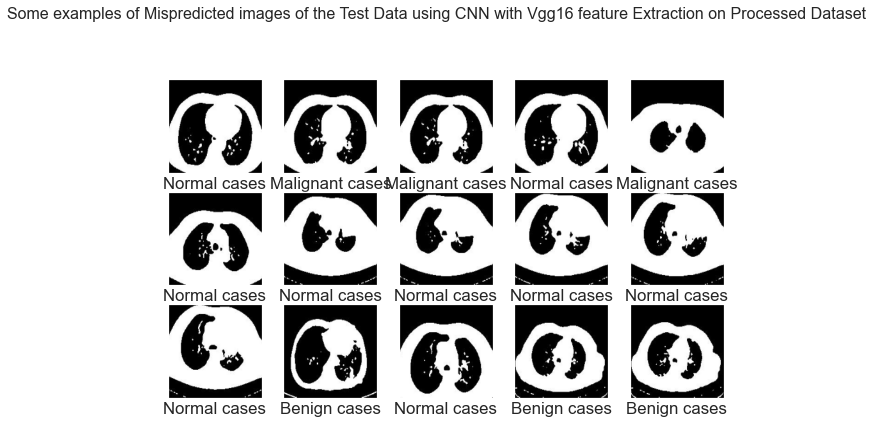 Some examples of Mispredicted images of the Test Data using CNN with Vgg16 feature Extraction on Processed Dataset
Normal cases Malignant cases Malignant cases Normal cases Malignant cases
Normal cases Normal cases Normal cases Normal cases Normal cases
Normal cases Benign cases Normal cases Benign cases Benign cases